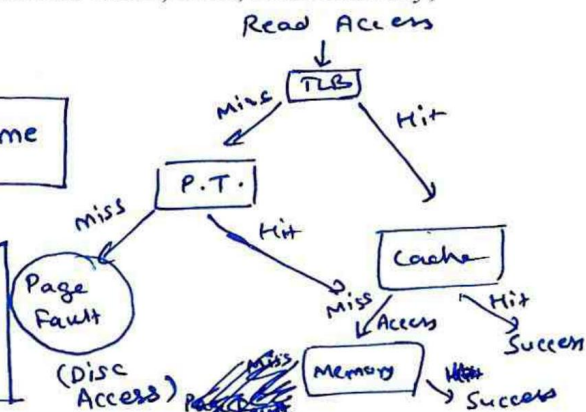 Read Access
TLB
Miss
Hit
me
P.T.
Miss
Hit
Cache
Page
Fault
Miss
Hit
Access
Success
(Disc
Access)
Miss
Memory
Success